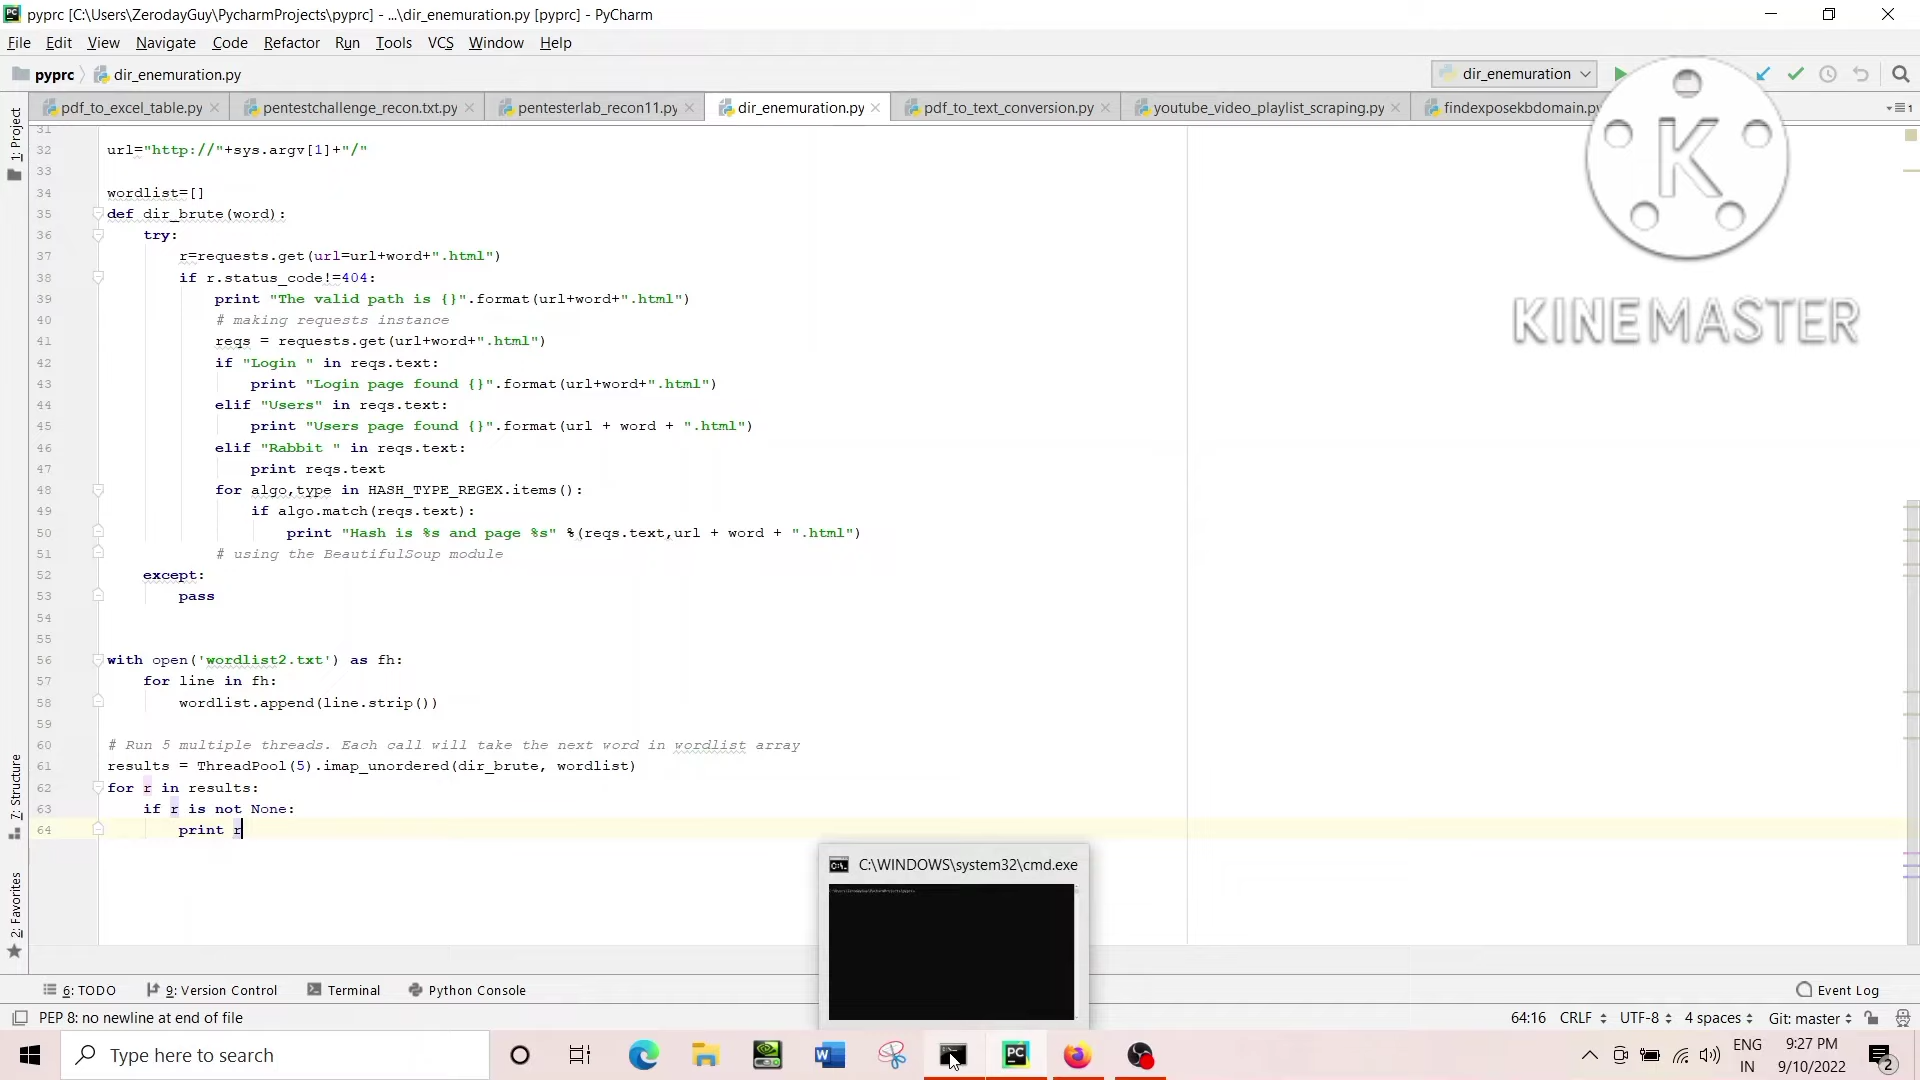 pyprc [C:\Users\ZerodayGuy\PycharmProjects\pyprc] - ...\dir_enemuration.py [pyprc] - PyCharm
File Edit View Navigate Code Refactor Run Tools VCS Window Help
pyprc dir_enemuration.py dir_enemuration
pdf_to_excel_table.py pentestchallenge_recon.txt.py pentesterlab_recon11.py dir_enemuration.py pdf_to_text_conversion.py youtube_video_playlist_scraping.py findexposekbdomain.py
1: Project
7: Structure
2: Favorites
K
KINEMASTER
31
32 url="http://"+sys.argv[1]+"/"
33
34 wordlist=[]
35 def dir_brute(word):
36 try:
37 r=requests.get(url=url+word+".html")
38 if r.status_code!=404:
39 print "The valid path is {}".format(url+word+".html")
40 # making requests instance
41 reqs = requests.get(url+word+".html")
42 if "Login " in reqs.text:
43 print "Login page found {}".format(url+word+".html")
44 elif "Users" in reqs.text:
45 print "Users page found {}".format(url + word + ".html")
46 elif "Rabbit " in reqs.text:
47 print reqs.text
48 for algo,type in HASH_TYPE_REGEX.items():
49 if algo.match(reqs.text):
50 print "Hash is %s and page %s" %(reqs.text,url + word + ".html")
51 # using the BeautifulSoup module
52 except:
53 pass
54
55
56 with open('wordlist2.txt') as fh:
57 for line in fh:
58 wordlist.append(line.strip())
59
60 # Run 5 multiple threads. Each call will take the next word in wordlist array
61 results = ThreadPool(5).imap_unordered(dir_brute, wordlist)
62 for r in results:
63 if r is not None:
64 print r
C:\WINDOWS\system32\cmd.exe
6: TODO 9: Version Control Terminal Python Console Event Log
PEP 8: no newline at end of file 64:16 CRLF UTF-8 4 spaces Git: master
Type here to search
ENG
IN
9:27 PM
9/10/2022
2